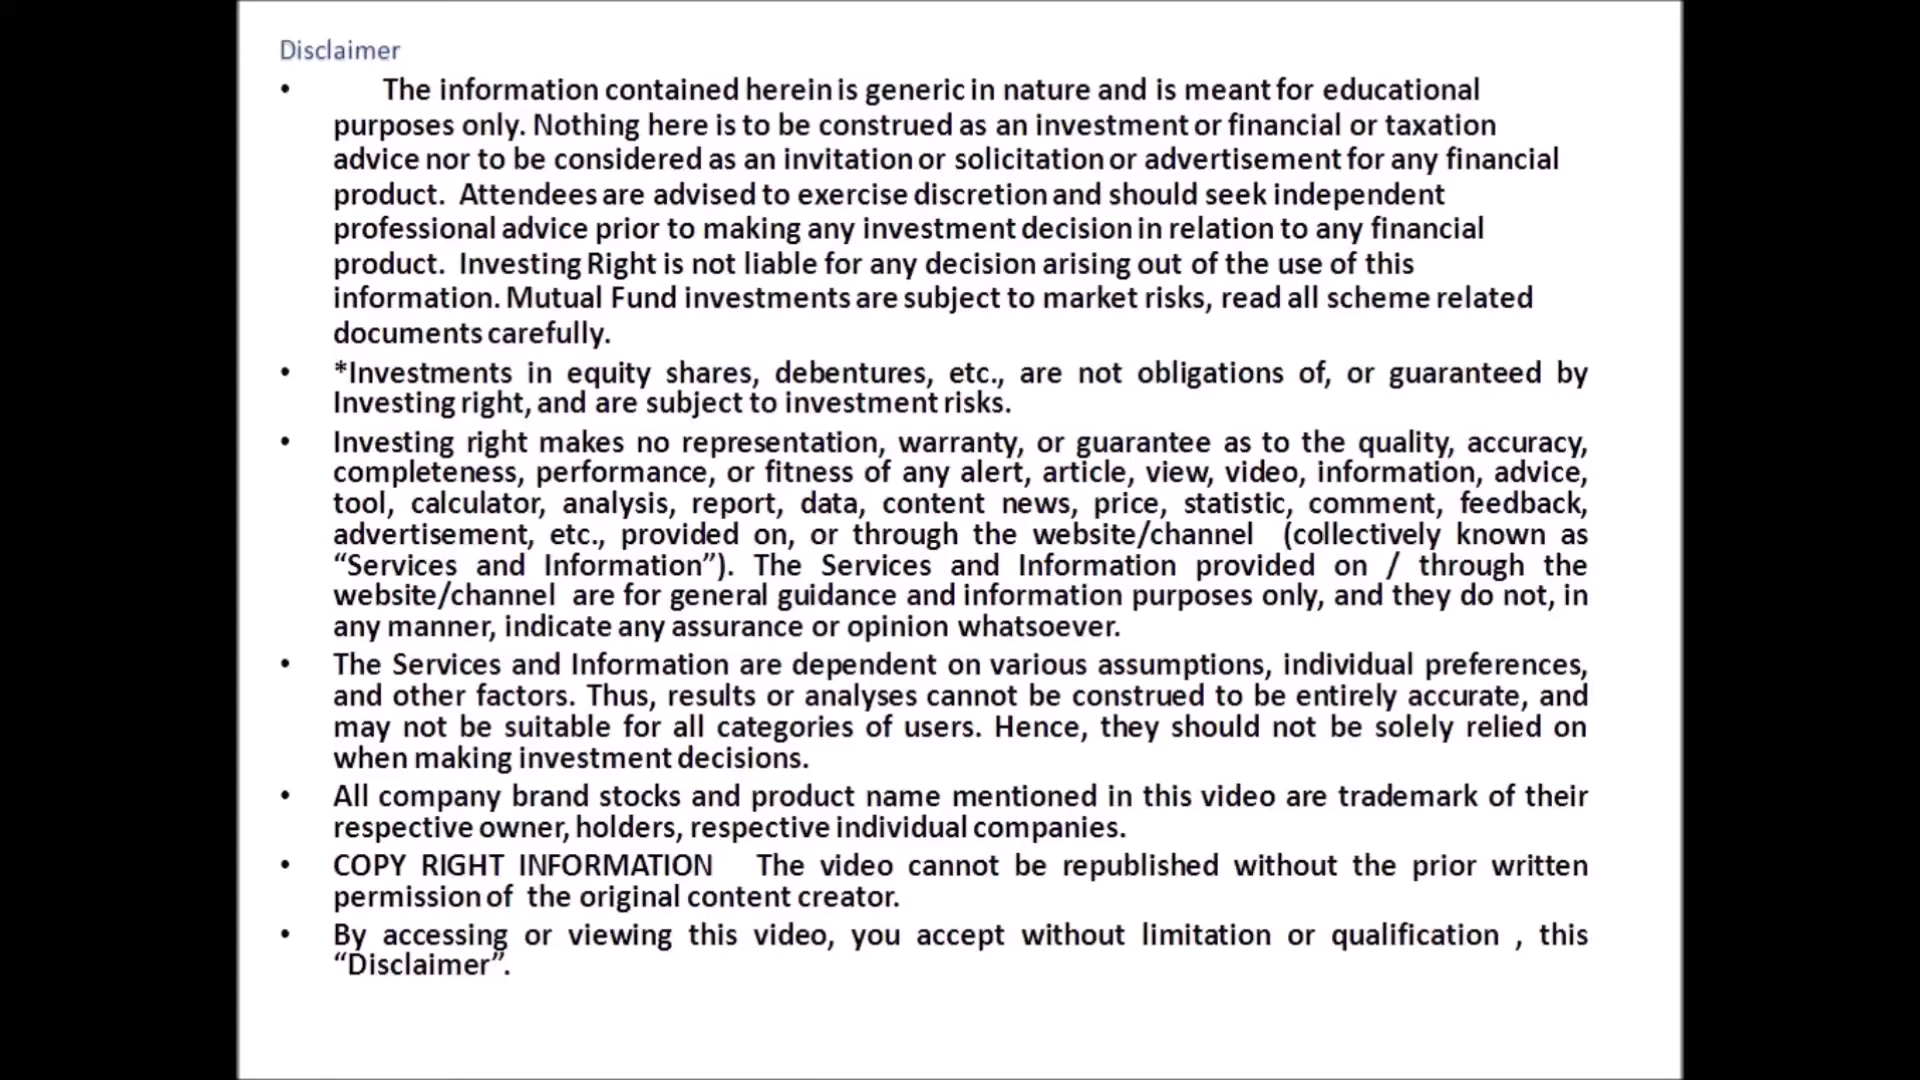 Disclaimer
• The information contained herein is generic in nature and is meant for educational
purposes only. Nothing here is to be construed as an investment or financial or taxation
advice nor to be considered as an invitation or solicitation or advertisement for any financial
product. Attendees are advised to exercise discretion and should seek independent
professional advice prior to making any investment decision in relation to any financial
product. Investing Right is not liable for any decision arising out of the use of this
information. Mutual Fund investments are subject to market risks, read all scheme related
documents carefully.
• *Investments in equity shares, debentures, etc., are not obligations of, or guaranteed by
Investing right, and are subject to investment risks.
• Investing right makes no representation, warranty, or guarantee as to the quality, accuracy,
completeness, performance, or fitness of any alert, article, view, video, information, advice,
tool, calculator, analysis, report, data, content news, price, statistic, comment, feedback,
advertisement, etc., provided on, or through the website/channel (collectively known as
“Services and Information”). The Services and Information provided on / through the
website/channel are for general guidance and information purposes only, and they do not, in
any manner, indicate any assurance or opinion whatsoever.
• The Services and Information are dependent on various assumptions, individual preferences,
and other factors. Thus, results or analyses cannot be construed to be entirely accurate, and
may not be suitable for all categories of users. Hence, they should not be solely relied on
when making investment decisions.
• All company brand stocks and product name mentioned in this video are trademark of their
respective owner, holders, respective individual companies.
• COPY RIGHT INFORMATION The video cannot be republished without the prior written
permission of the original content creator.
• By accessing or viewing this video, you accept without limitation or qualification , this
“Disclaimer”.